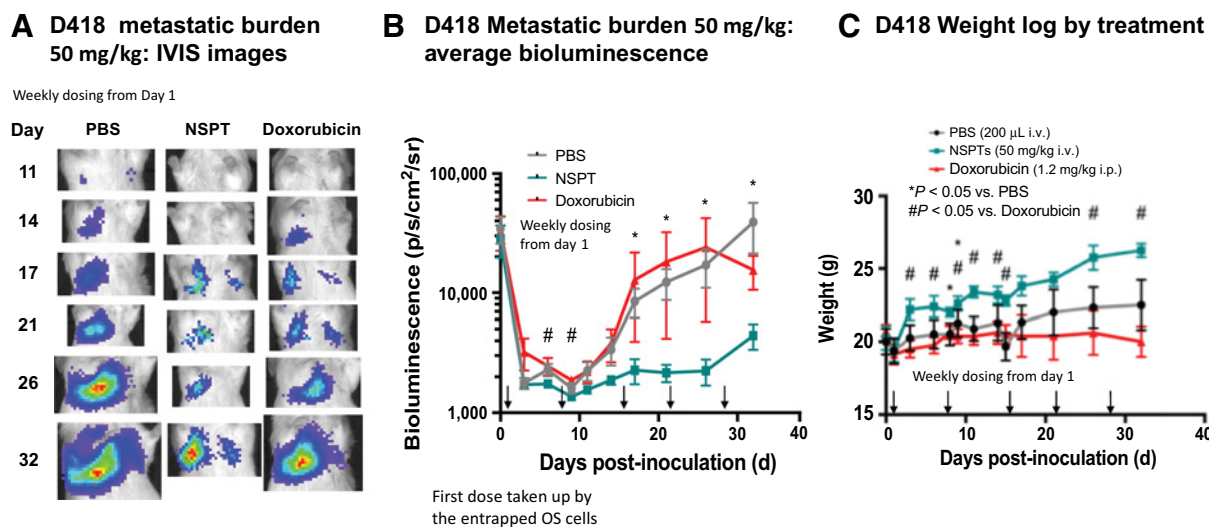 A D418 metastatic burden
50 mg/kg: IVIS images
Weekly dosing from Day 1
Day PBS NSPT Doxorubicin
11
14
17
21
26
32
B D418 Metastatic burden 50 mg/kg:
average bioluminescence
Bioluminescence (p/s/cm²/sr)
PBS
NSPT
Doxorubicin
Weekly dosing
from day 1
100,000
10,000
1,000
* * * *
# #
0 10 20 30 40
Days post-inoculation (d)
First dose taken up by
the entrapped OS cells
C D418 Weight log by treatment
PBS (200 µL i.v.)
NSPTs (50 mg/kg i.v.)
Doxorubicin (1.2 mg/kg i.p.)
*P < 0.05 vs. PBS
#P < 0.05 vs. Doxorubicin
Weight (g)
30
25
20
15
# # * # * # # # # #
Weekly dosing from day 1
0 10 20 30 40
Days post-inoculation (d)